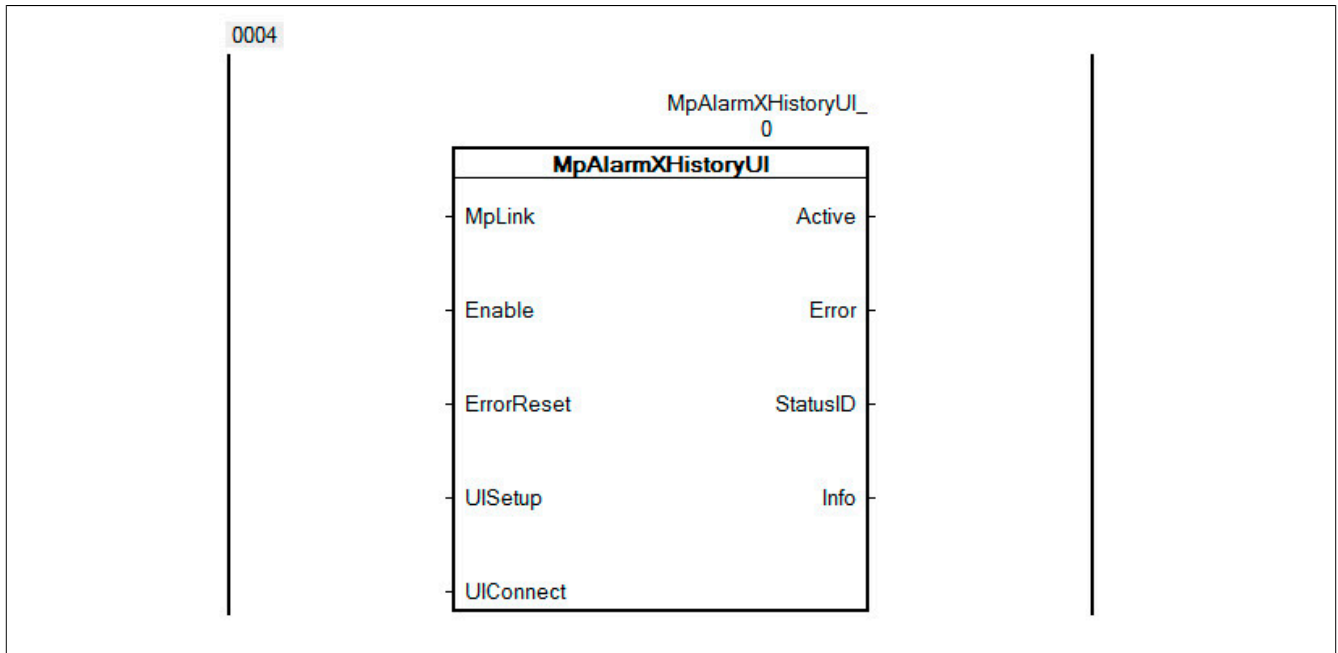 0004
MpAlarmXHistoryUI_
0
MpAlarmXHistoryUI
MpLink Active
Enable Error
ErrorReset StatusID
UISetup Info
UIConnect